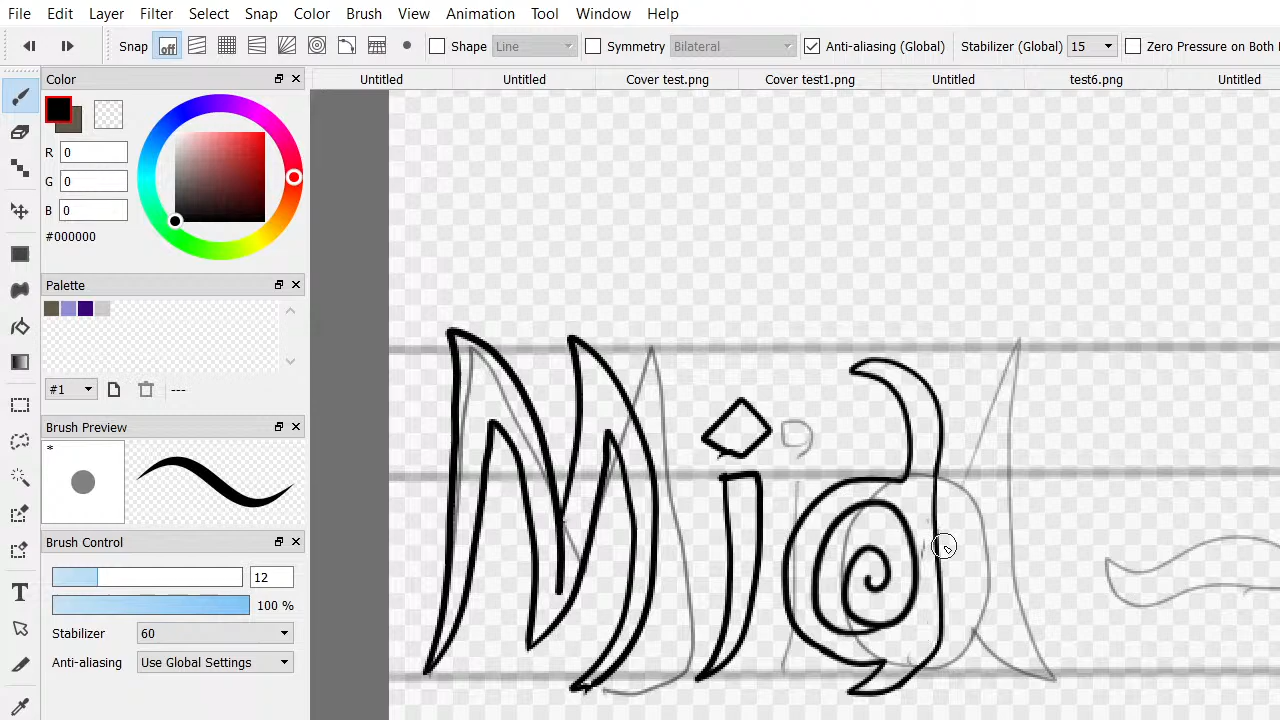 File Edit Layer Filter Select Snap Color Brush View Animation Tool Window Help
Snap off Shape Line Symmetry Bilateral Anti-aliasing (Global) Stabilizer (Global) 15 Zero Pressure on Both
Color
Untitled Untitled Cover test.png Cover test1.png Untitled test6.png Untitled
R 0
G 0
B 0
#000000
Palette
#1 ---
Brush Preview
*
Brush Control
12
100 %
Stabilizer 60
Anti-aliasing Use Global Settings
Mid